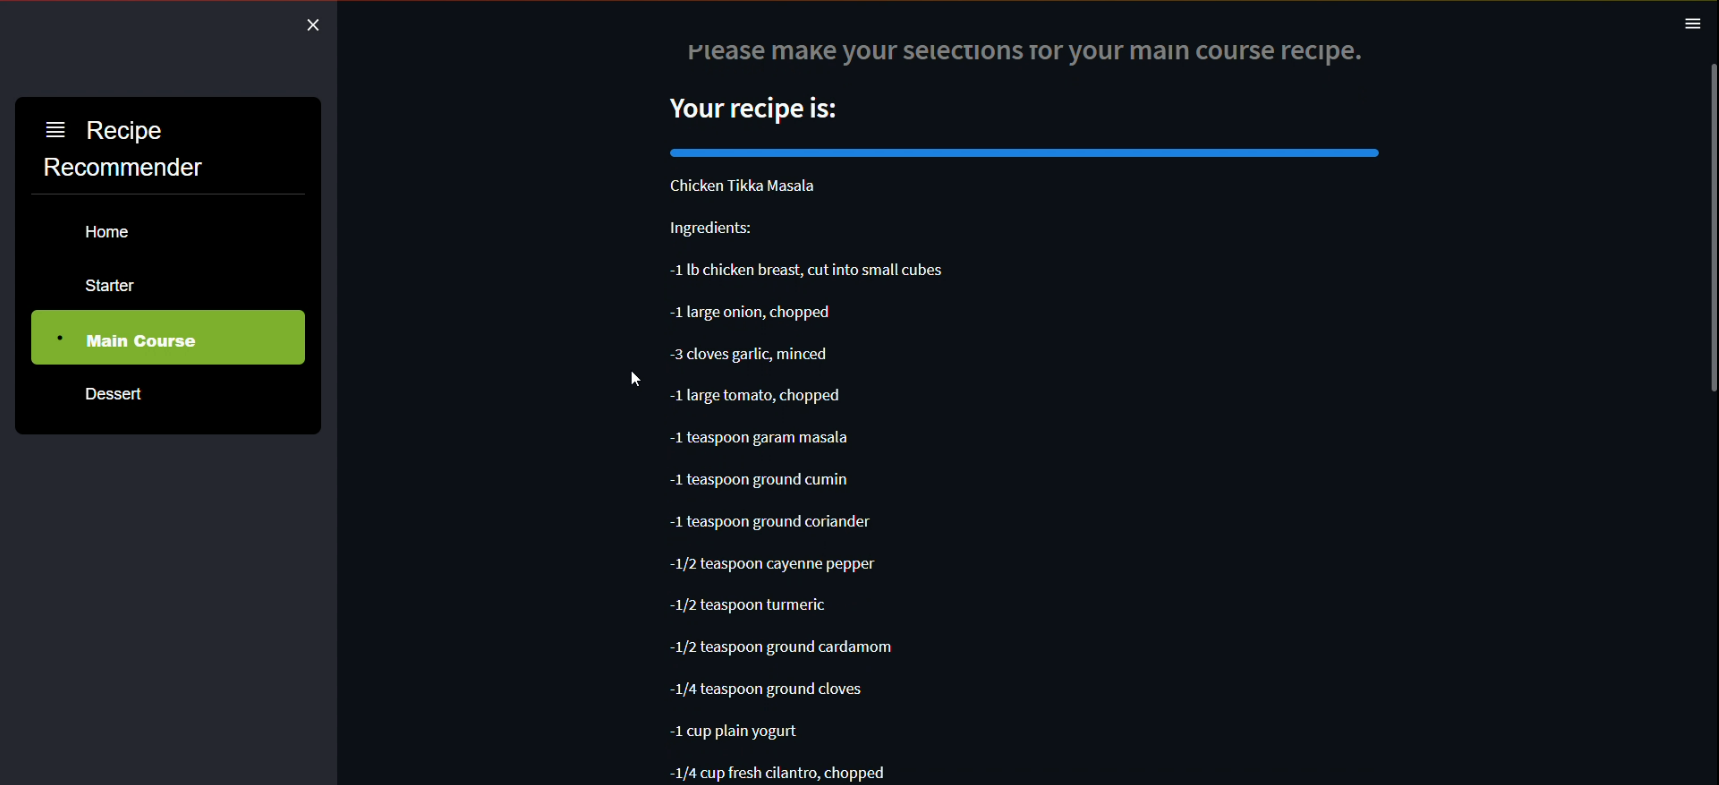 Recipe
Recommender
Home
Starter
Main Course
Dessert
Please make your selections for your main course recipe.
Your recipe is:
Chicken Tikka Masala
Ingredients:
-1 lb chicken breast, cut into small cubes
-1 large onion, chopped
-3 cloves garlic, minced
-1 large tomato, chopped
-1 teaspoon garam masala
-1 teaspoon ground cumin
-1 teaspoon ground coriander
-1/2 teaspoon cayenne pepper
-1/2 teaspoon turmeric
-1/2 teaspoon ground cardamom
-1/4 teaspoon ground cloves
-1 cup plain yogurt
-1/4 cup fresh cilantro, chopped